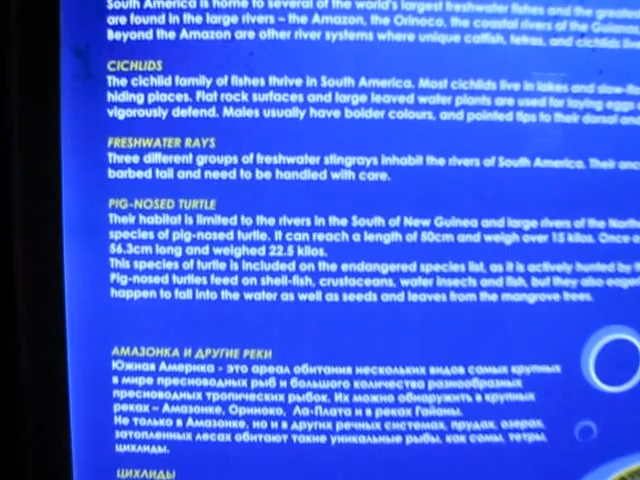 South America is home to several of the world's largest freshwater fishes and the greatest
are found in the large rivers – the Amazon, the Orinoco, the coastal rivers of the Guianas
Beyond the Amazon are other river systems where unique catfish, tetras, and cichlids live
CICHLIDS
The cichlid family of fishes thrive in South America. Most cichlids live in lakes and slow-
hiding places. Flat rock surfaces and large leaved water plants are used for laying eggs
vigorously defend. Males usually have bolder colours, and pointed tips to their dorsal and
FRESHWATER RAYS
Three different groups of freshwater stingrays inhabit the rivers of South America. Their
barbed tail and need to be handled with care.
PIG-NOSED TURTLE
Their habitat is limited to the rivers in the South of New Guinea and large rivers of the North
species of pig-nosed turtle. It can reach a length of 50cm and weigh over 15 kilos. Once
56.3cm long and weighed 22.5 kilos.
This species of turtle is included on the endangered species list, as it is actively hunted by
Pig-nosed turtles feed on shell-fish, crustaceans, water insects and fish, but they also
happen to fall into the water as well as seeds and leaves from the mangrove trees.
АМАЗОНКА И ДРУГИЕ РЕКИ
Южная Америка - это ареал обитания нескольких видов самых крупных
в мире пресноводных рыб и большого количества разнообразных
пресноводных тропических рыбок. Их можно обнаружить в крупных
реках – Амазонке, Ориноко, Ла-Плата и в реках Гайаны.
Не только в Амазонке, но и в других речных системах, прудах, озерах,
затопленных лесах обитают такие уникальные рыбы, как сомы, тетры,
цихлиды.
ЦИХЛИДЫ